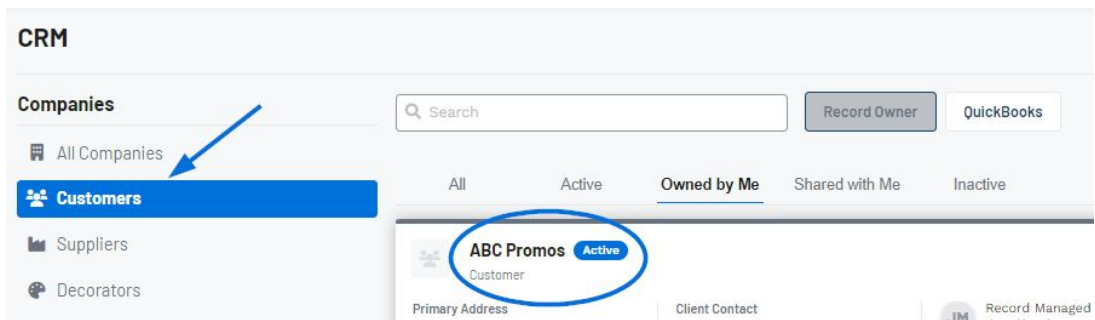 CRM
Companies
All Companies
Customers
Suppliers
Decorators
Search
Record Owner
QuickBooks
All
Active
Owned by Me
Shared with Me
Inactive
ABC Promos
Active
Customer
Primary Address
Client Contact
JM
Record Managed